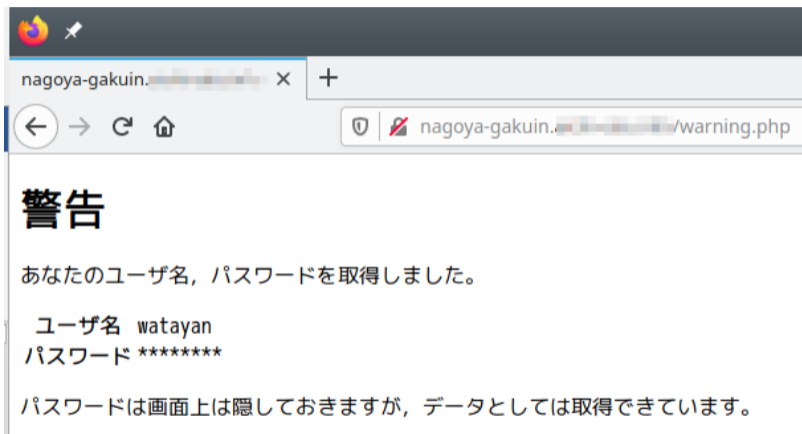 nagoya-gakuin.
nagoya-gakuin. /warning.php
警告
あなたのユーザ名，パスワードを取得しました。
ユーザ名 watayan
パスワード ********
パスワードは画面上は隠しておきますが，データとしては取得できています。